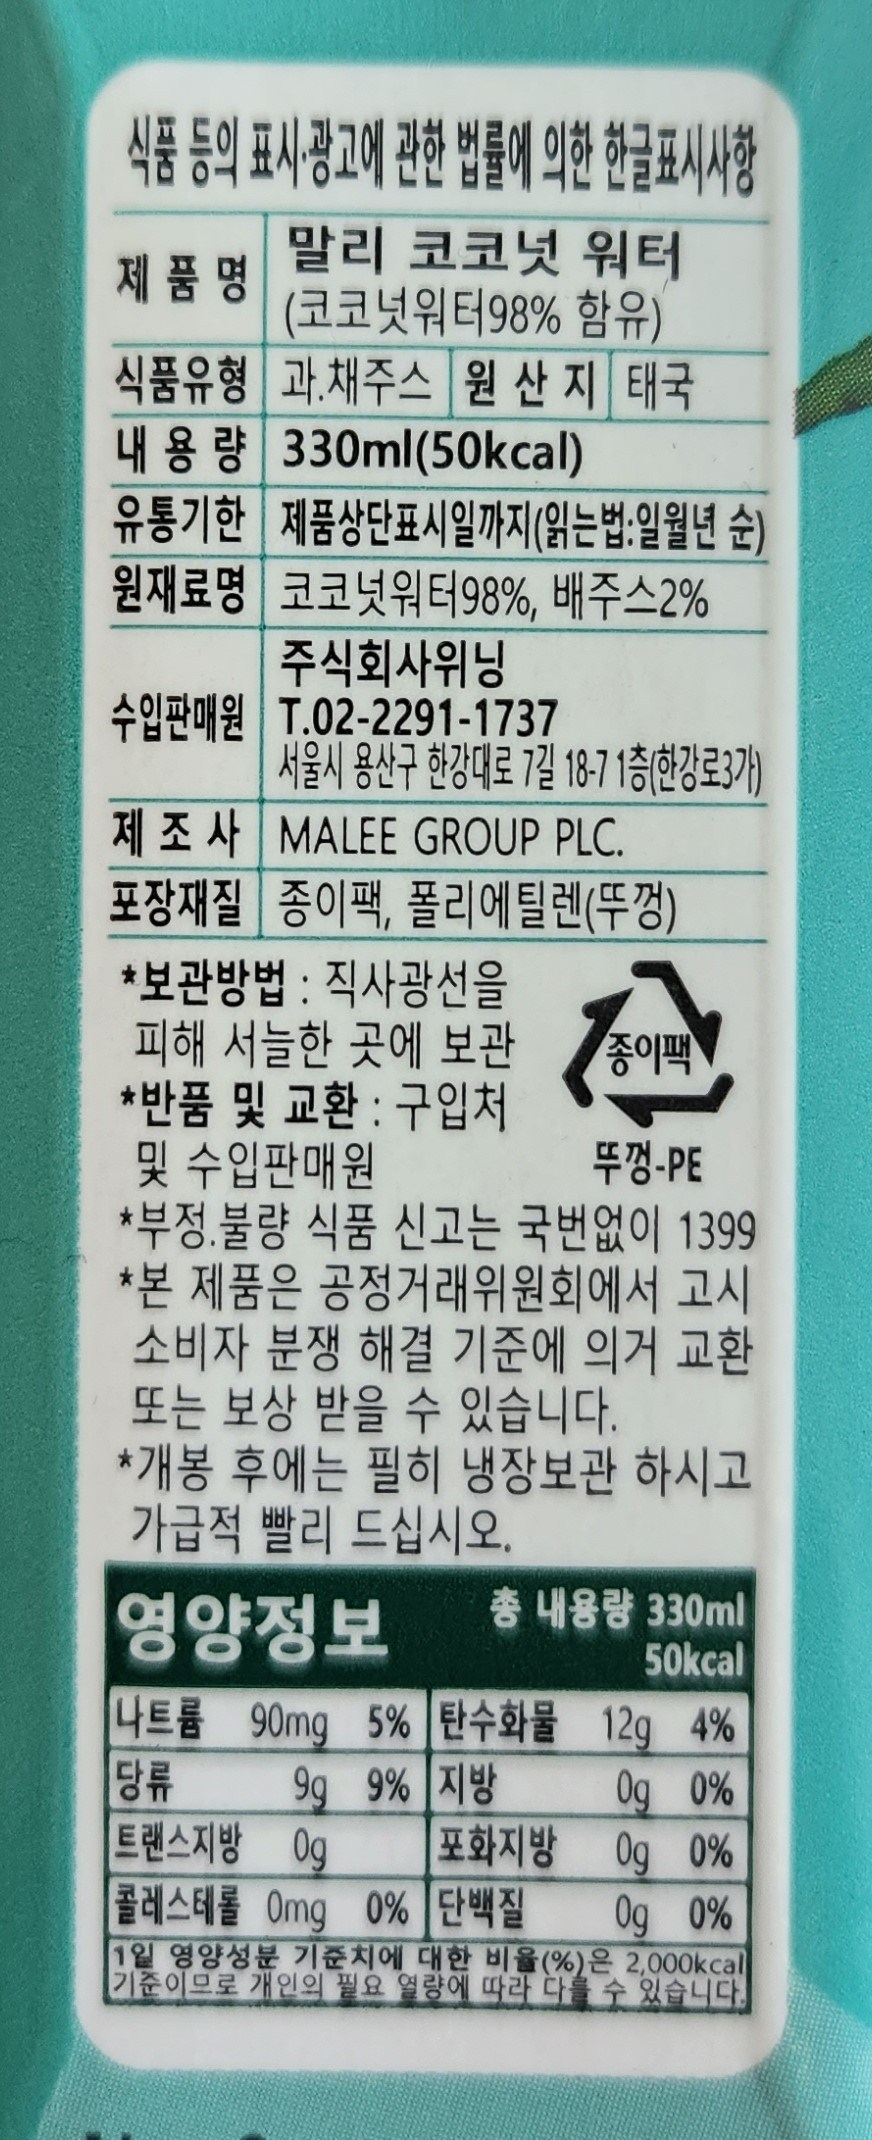 식품 등의 표시·광고에 관한 법률에 의한 한글표시사항
제 품 명 말리 코코넛 워터
(코코넛워터98% 함유)
식품유형 과.채주스 원 산 지 태국
내 용 량 330ml(50kcal)
유통기한 제품상단표시일까지(읽는법:일월년 순)
원재료명 코코넛워터98%, 배주스2%
주식회사위닝
수입판매원 T.02-2291-1737
서울시 용산구 한강대로 7길 18-7 1층(한강로3가)
제 조 사 MALEE GROUP PLC.
포장재질 종이팩, 폴리에틸렌(뚜껑)
*보관방법 : 직사광선을
피해 서늘한 곳에 보관
종이팩
*반품 및 교환 : 구입처
및 수입판매원
뚜껑-PE
*부정.불량 식품 신고는 국번없이 1399
*본 제품은 공정거래위원회에서 고시
소비자 분쟁 해결 기준에 의거 교환
또는 보상 받을 수 있습니다.
*개봉 후에는 필히 냉장보관 하시고
가급적 빨리 드십시오.
영양정보 총 내용량 330ml
50kcal
나트륨 90mg 5% 탄수화물 12g 4%
당류 9g 9% 지방 0g 0%
트랜스지방 0g 포화지방 0g 0%
콜레스테롤 0mg 0% 단백질 0g 0%
1일 영양성분 기준치에 대한 비율(%)은 2,000kcal
기준이므로 개인의 필요 열량에 따라 다를 수 있습니다.